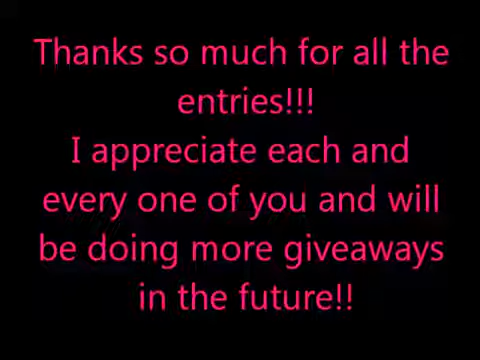 Thanks so much for all the
entries!!!
I appreciate each and
every one of you and will
be doing more giveaways
in the future!!